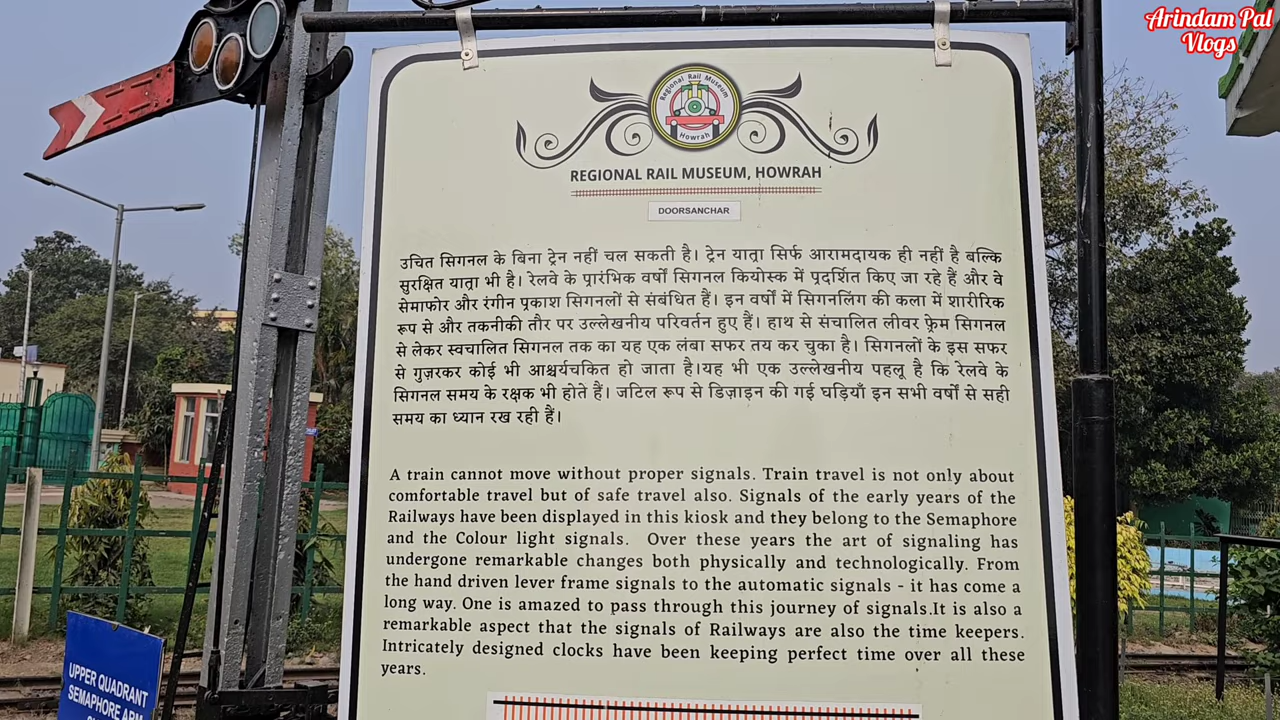 Arindam Pal
Vlogs
Regional Rail Museum
Howrah
REGIONAL RAIL MUSEUM, HOWRAH
DOORSANCHAR
उचित सिगनल के बिना ट्रेन नहीं चल सकती है। ट्रेन यात्रा सिर्फ आरामदायक ही नहीं है बल्कि
सुरक्षित यात्रा भी है। रेलवे के प्रारंभिक वर्षों सिगनल कियोस्क में प्रदर्शित किए जा रहे हैं और वे
सेमाफोर और रंगीन प्रकाश सिगनलों से संबंधित हैं। इन वर्षों में सिगनलिंग की कला में शारीरिक
रूप से और तकनीकी तौर पर उल्लेखनीय परिवर्तन हुए हैं। हाथ से संचालित लीवर फ़्रेम सिगनल
से लेकर स्वचालित सिगनल तक का यह एक लंबा सफर तय कर चुका है। सिगनलों के इस सफर
से गुज़रकर कोई भी आश्चर्यचकित हो जाता है।यह भी एक उल्लेखनीय पहलू है कि रेलवे के
सिगनल समय के रक्षक भी होते हैं। जटिल रूप से डिज़ाइन की गई घड़ियाँ इन सभी वर्षों से सही
समय का ध्यान रख रही हैं।
A train cannot move without proper signals. Train travel is not only about
comfortable travel but of safe travel also. Signals of the early years of the
Railways have been displayed in this kiosk and they belong to the Semaphore
and the Colour light signals. Over these years the art of signaling has
undergone remarkable changes both physically and technologically. From
the hand driven lever frame signals to the automatic signals - it has come a
long way. One is amazed to pass through this journey of signals.It is also a
remarkable aspect that the signals of Railways are also the time keepers.
Intricately designed clocks have been keeping perfect time over all these
years.
UPPER QUADRANT
SEMAPHORE ARM